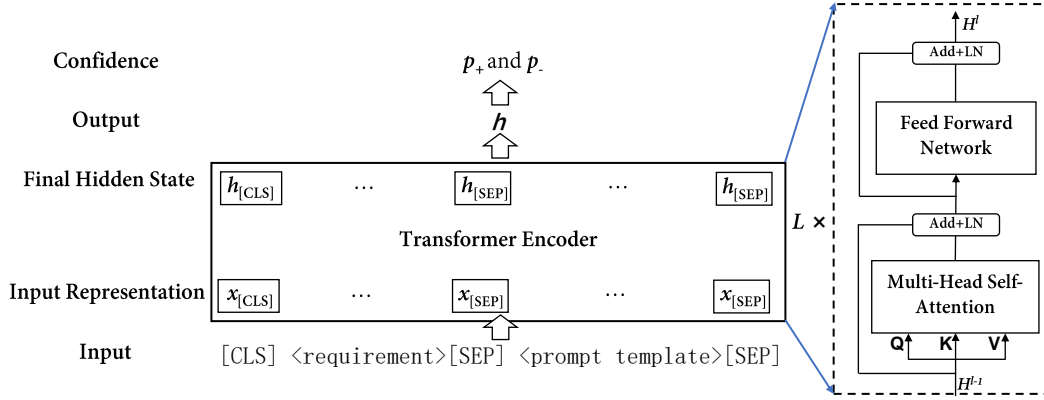 Confidence
p+ and p-
Output
h
Final Hidden State
h[CLS] ... h[SEP] ... h[SEP]
Transformer Encoder
Input Representation
x[CLS] ... x[SEP] ... x[SEP]
Input
[CLS] <requirement>[SEP] <prompt template>[SEP]
L ×
H^l
Add+LN
Feed Forward
Network
Add+LN
Multi-Head Self-
Attention
Q K V
H^l-1